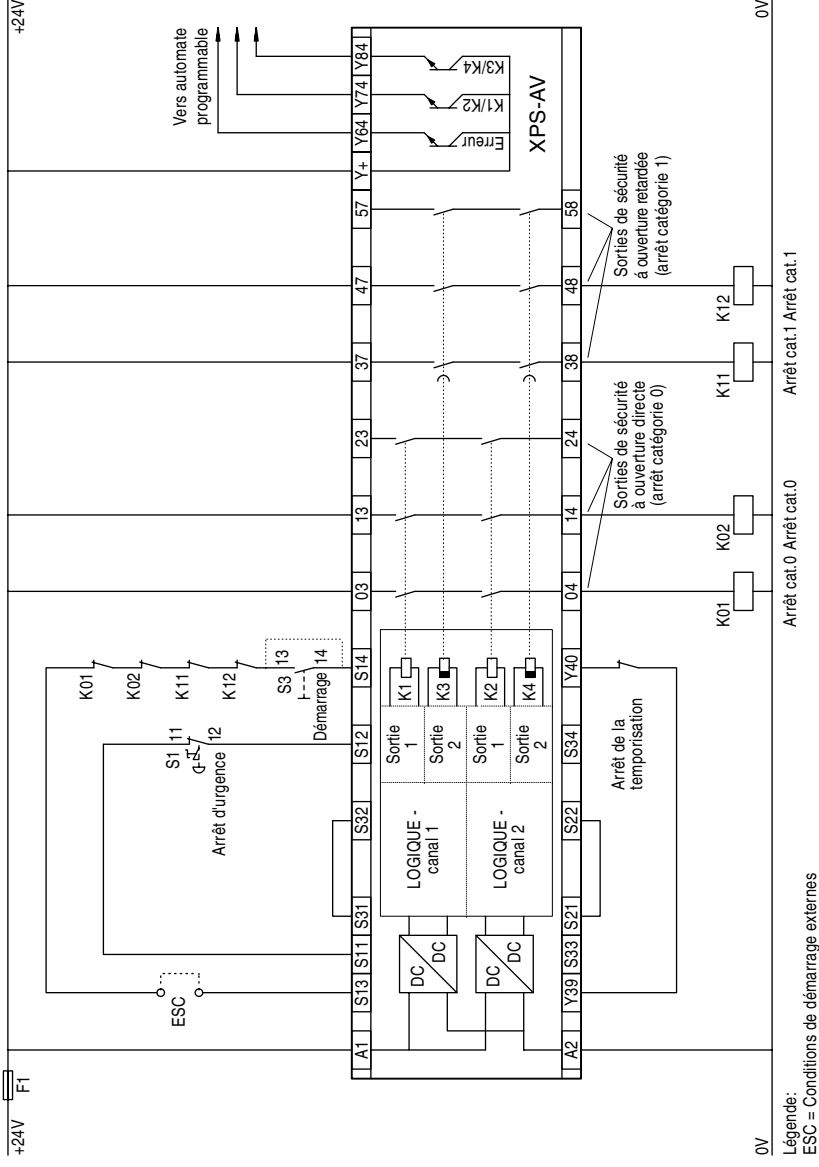 +24V
F1
+24V
ESC
S1
11
12
Arrêt d'urgence
K01
K02
K11
K12
S3
13
14
Démarrage
Vers automate
programmable
A1
S13
S11
S31
S32
S12
S14
03
13
23
37
47
57
Y+
Y64
Y74
Y84
DC
DC
DC
DC
LOGIQUE -
canal 1
LOGIQUE -
canal 2
Sortie
1
Sortie
2
Sortie
1
Sortie
2
K1
K3
K2
K4
Erreur
K1/K2
K3/K4
XPS-AV
A2
Y39
S33
S21
S22
S34
Y40
04
14
24
38
48
58
Arrêt de la
temporisation
Sorties de sécurité
à ouverture directe
(arrêt catégorie 0)
Sorties de sécurité
á ouverture retardée
(arrêt catégorie 1)
K01
K02
K11
K12
0V
0V
Arrêt cat.0 Arrêt cat.0
Arrêt cat.1 Arrêt cat.1
Légende:
ESC = Conditions de démarrage externes